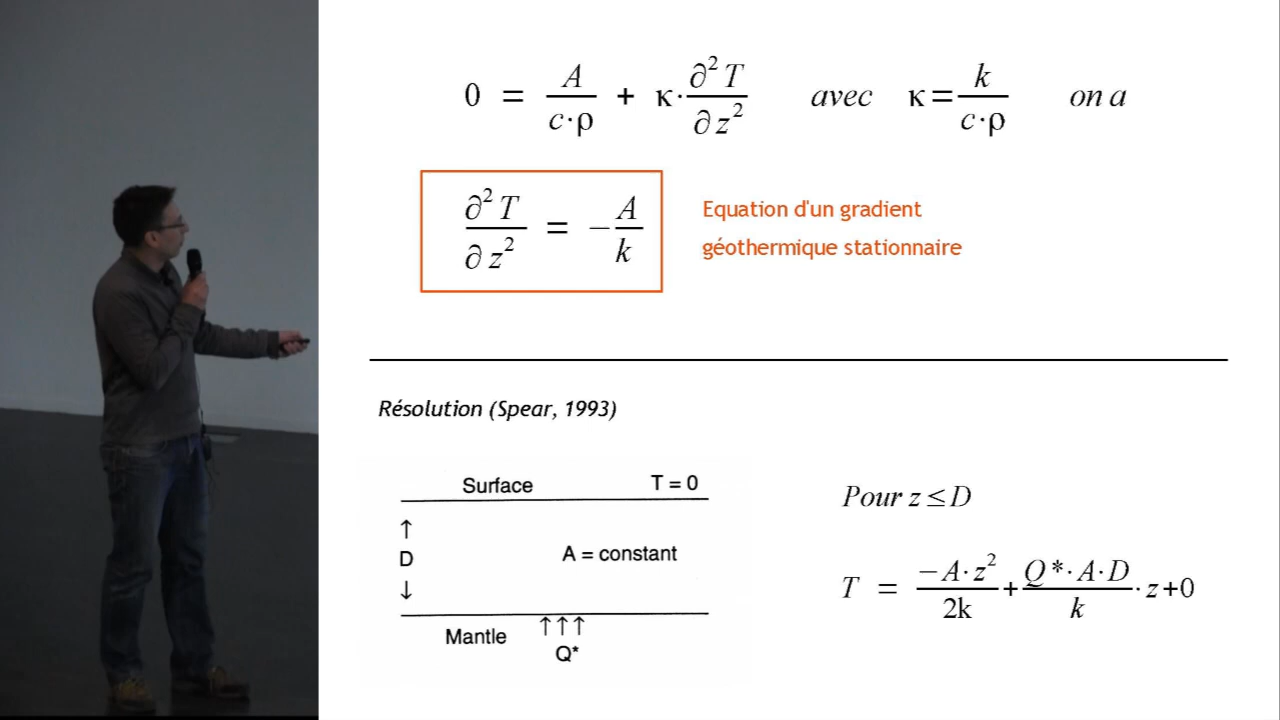 0 = A/(c·ρ) + κ·∂²T/∂z² avec κ = k/(c·ρ) on a
∂²T/∂z² = −A/k
Equation d'un gradient
géothermique stationnaire
Résolution (Spear, 1993)
Surface T = 0
↑
D
↓
A = constant
Mantle ↑↑↑
Q*
Pour z ≤ D
T = −A·z²/2k + Q*·A·D/k · z+0